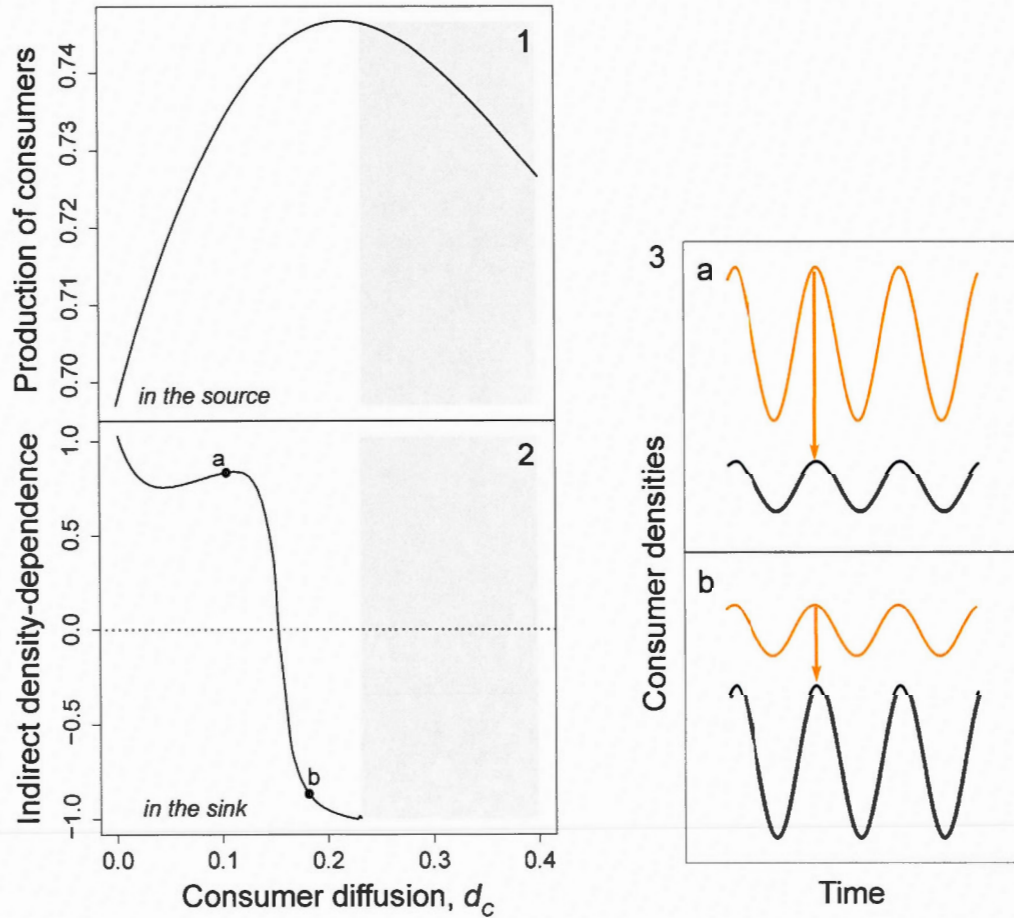 Production of consumers
0.74
0.73
0.72
0.71
0.70
1
in the source
Indirect density-dependence
1.0
0.5
0.0
−0.5
−1.0
2
a
b
in the sink
0.0 0.1 0.2 0.3 0.4
Consumer diffusion, dC
3
a
b
Consumer densities
Time